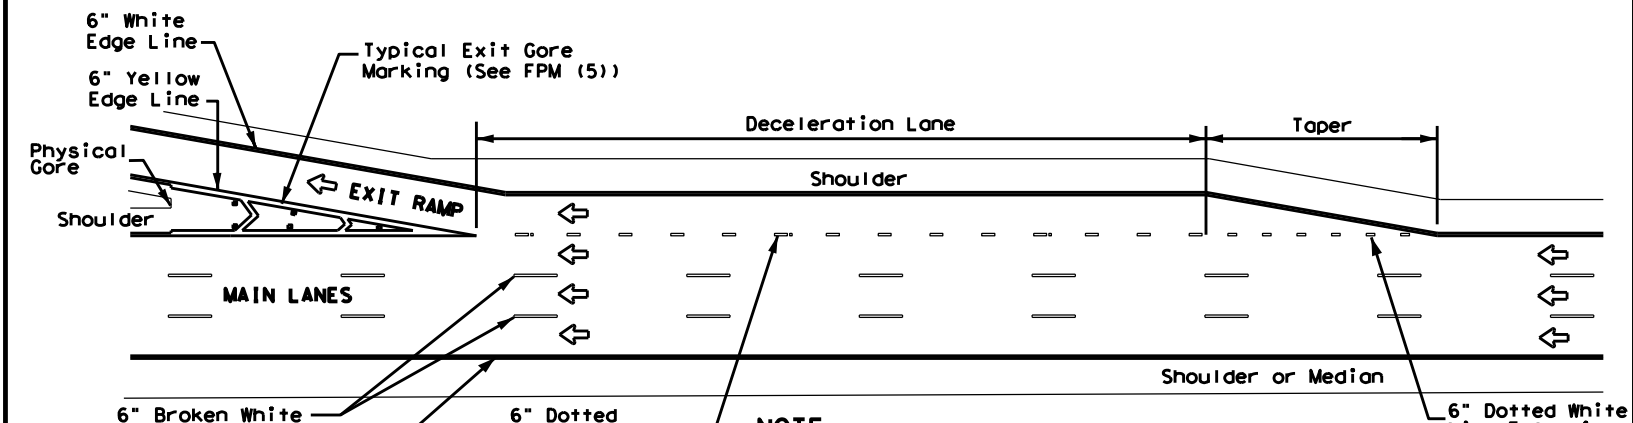 6" White
Edge Line
Typical Exit Gore
Marking (See FPM (5))
6" Yellow
Edge Line
Deceleration Lane
Taper
Physical
Gore
Shoulder
EXIT RAMP
Shoulder
MAIN LANES
Shoulder or Median
6" Broken White
6" Dotted
NOTE
6" Dotted White